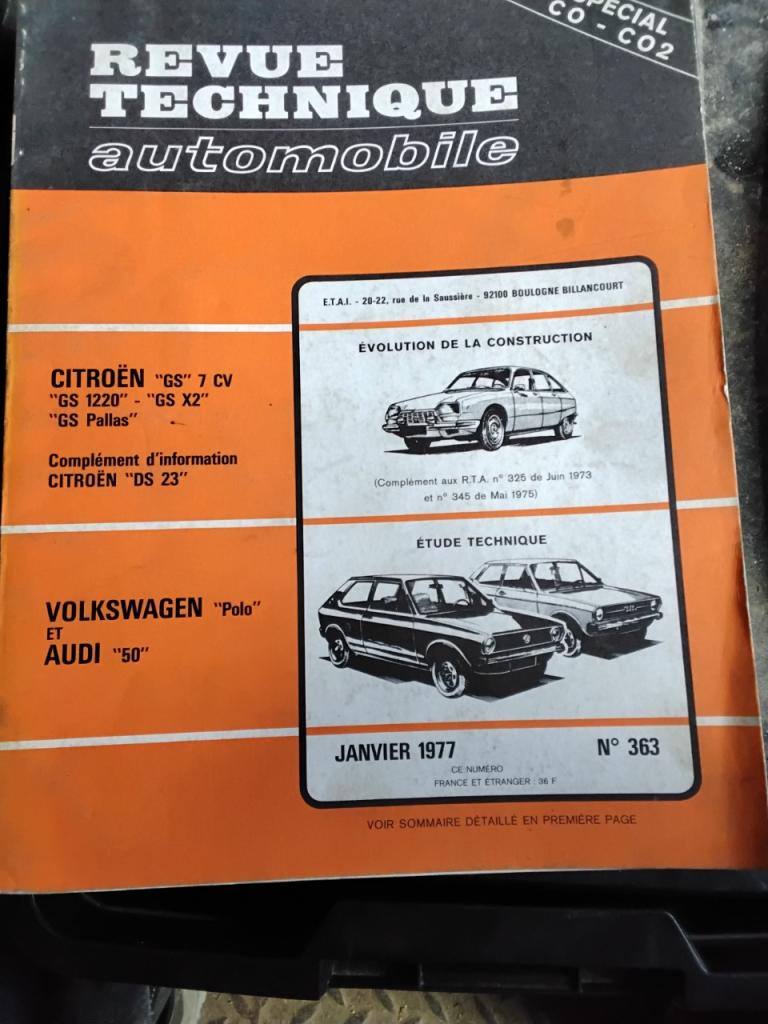 SPECIAL
CO - CO2
REVUE
TECHNIQUE
automobile
E.T.A.I. - 20-22, rue de la Saussière - 92100 BOULOGNE BILLANCOURT
ÉVOLUTION DE LA CONSTRUCTION
CITROËN "GS" 7 CV
"GS 1220" - "GS X2"
"GS Pallas"
Complément d'information
CITROËN "DS 23"
(Complément aux R.T.A. n° 325 de Juin 1973
et n° 345 de Mai 1975)
ÉTUDE TECHNIQUE
VOLKSWAGEN "Polo"
ET
AUDI "50"
JANVIER 1977 N° 363
CE NUMÉRO
FRANCE ET ÉTRANGER : 36 F
VOIR SOMMAIRE DÉTAILLÉ EN PREMIÈRE PAGE